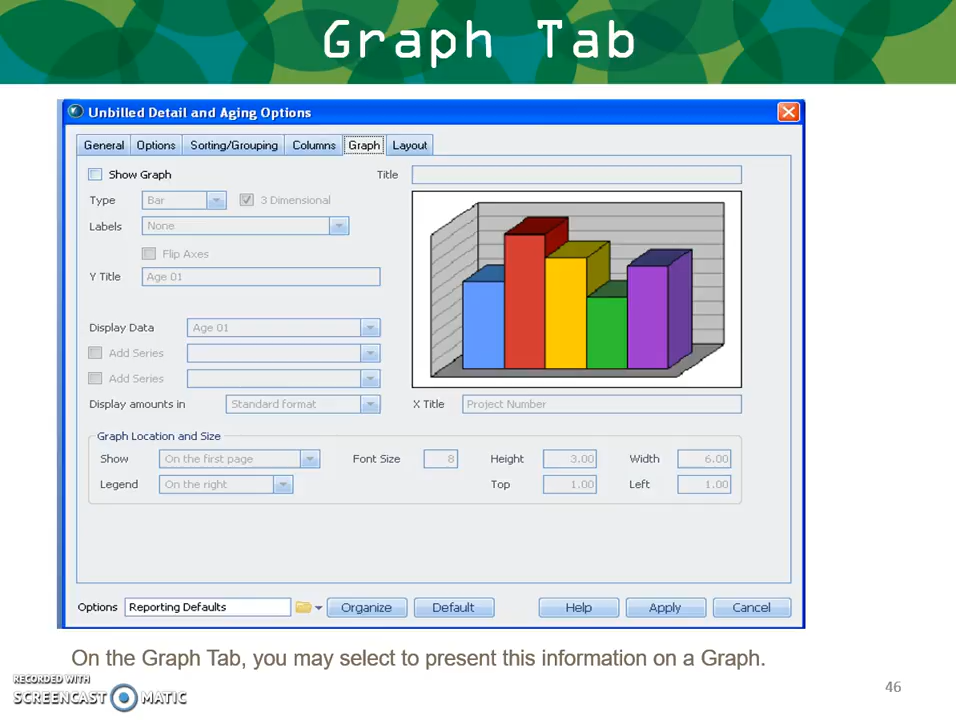 Graph Tab
Unbilled Detail and Aging Options
General Options Sorting/Grouping Columns Graph Layout
Show Graph Title
Type Bar 3 Dimensional
Labels None
Flip Axes
Y Title Age 01
Display Data Age 01
Add Series
Add Series
Display amounts in Standard format X Title Project Number
Graph Location and Size
Show On the first page Font Size 8 Height 3.00 Width 6.00
Legend On the right Top 1.00 Left 1.00
Options Reporting Defaults Organize Default Help Apply Cancel
On the Graph Tab, you may select to present this information on a Graph.
RECORDED WITH
SCREENCAST MATIC
46